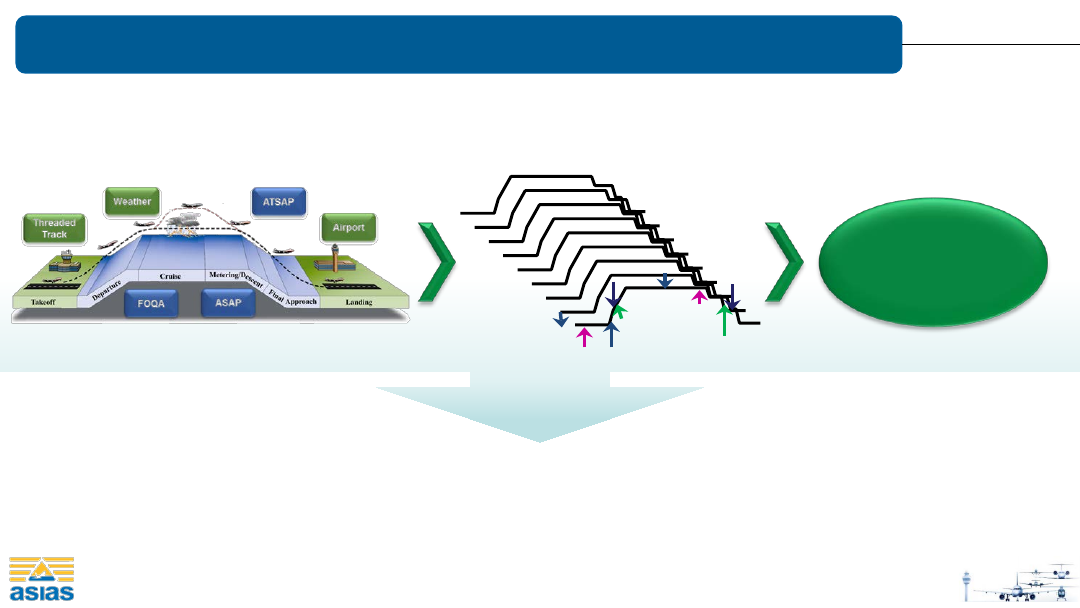 Weather
ATSAP
Threaded
Track
Airport
Cruise
Metering/Descent
Departure
Final
Approach
Takeoff
FOQA
ASAP
Landing
asias